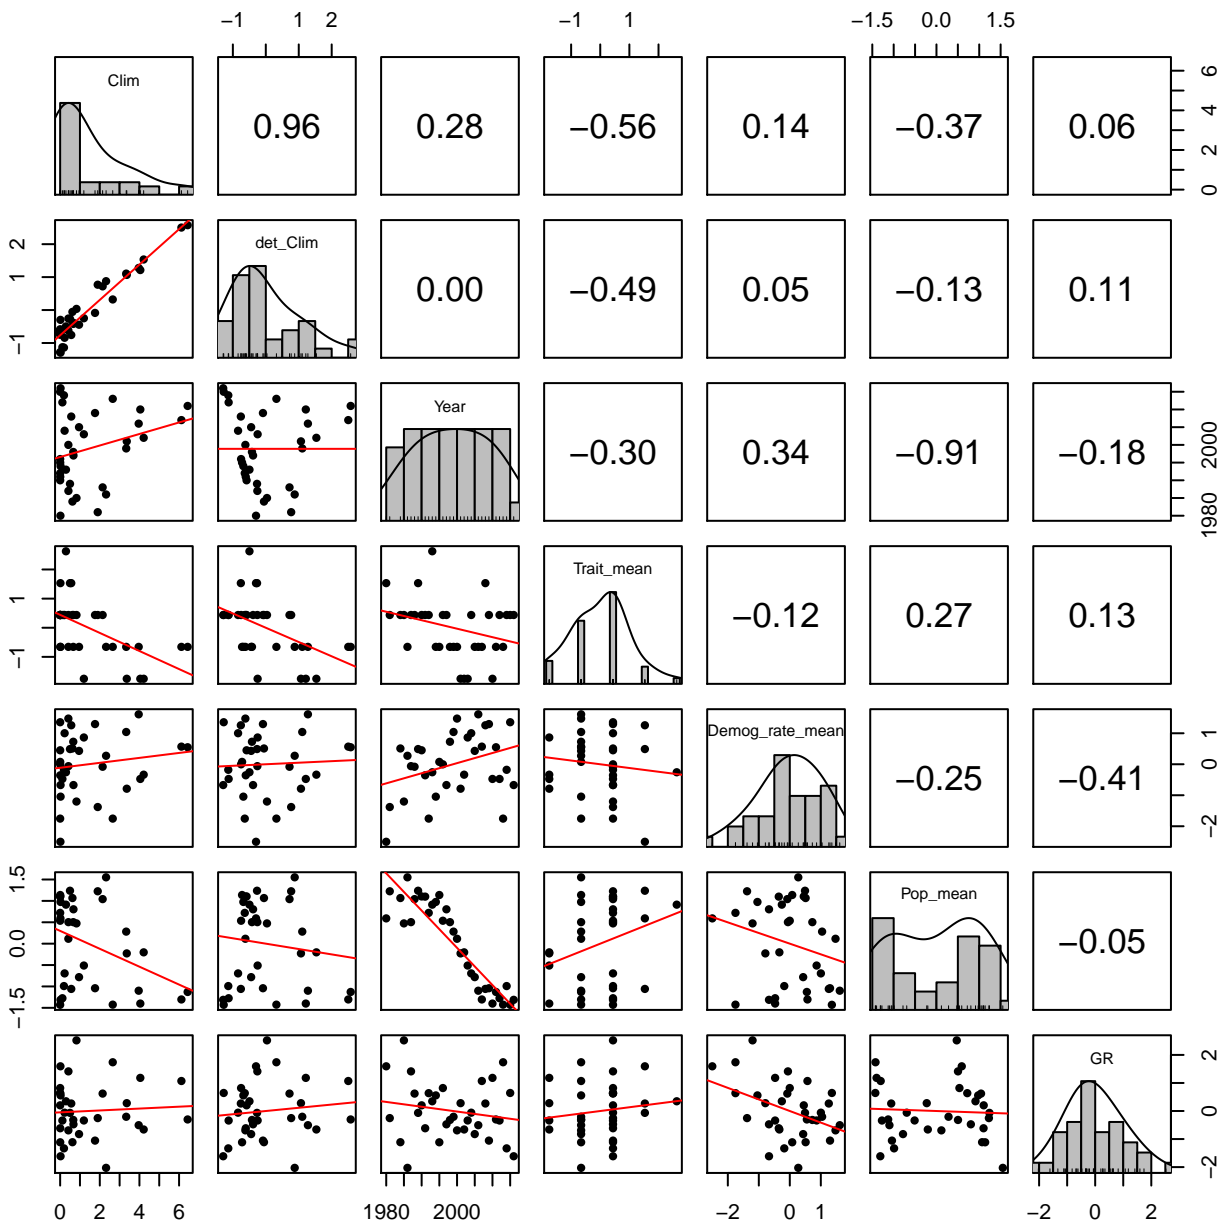 −1 1 2 −1 1 −1.5 0.0 1.5
Clim 0.96 0.28 −0.56 0.14 −0.37 0.06 0 2 4 6
−1 1 2 det_Clim 0.00 −0.49 0.05 −0.13 0.11
Year −0.30 0.34 −0.91 −0.18 1980 2000
−1 1 Trait_mean −0.12 0.27 0.13
Demog_rate_mean −0.25 −0.41 −2 0 1
−1.5 0.0 1.5 Pop_mean −0.05
GR −2 0 2
0 2 4 6 1980 2000 −2 0 1 −2 0 2